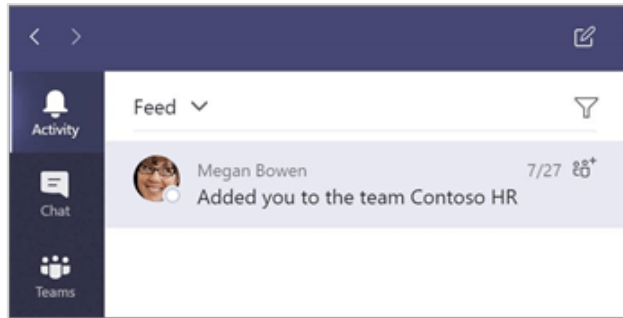 Activity
Chat
Teams
Feed
Megan Bowen 7/27
Added you to the team Contoso HR